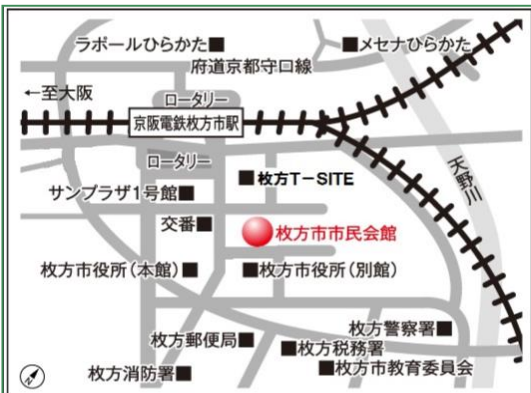 ラポールひらかた■
■メセナひらかた
府道京都守口線
←至大阪
ロータリー
京阪電鉄枚方市駅
ロータリー
天野川
■枚方T-SITE
サンプラザ1号館■
交番■
枚方市市民会館
枚方市役所(本館)■
■枚方市役所(別館)
枚方郵便局■
枚方警察署■
■枚方税務署
枚方消防署■
■枚方市教育委員会
N